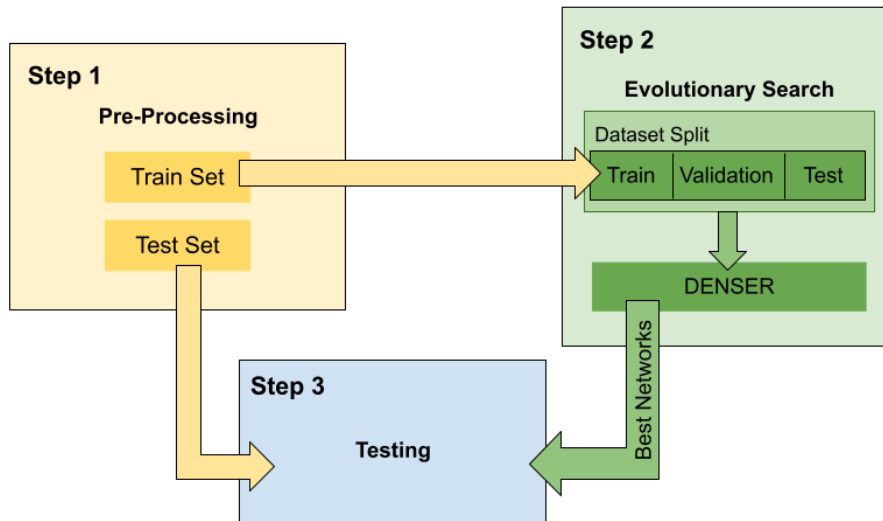 Step 1
Pre-Processing
Train Set
Test Set
Step 2
Evolutionary Search
Dataset Split
Train
Validation
Test
DENSER
Best Networks
Step 3
Testing